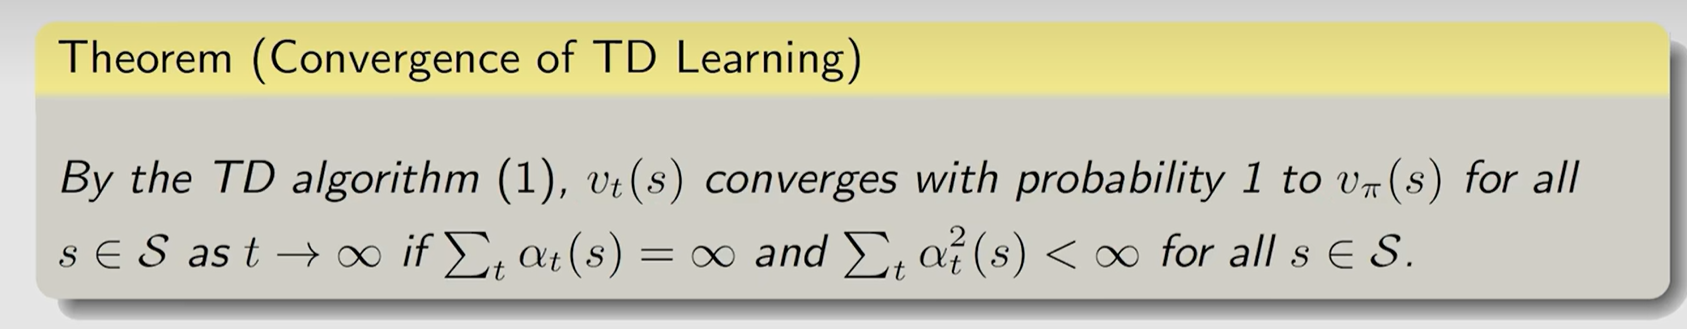 Theorem (Convergence of TD Learning)
By the TD algorithm (1), $v_t(s)$ converges with probability 1 to $v_\pi(s)$ for all
$s \in \mathcal{S}$ as $t \to \infty$ if $\sum_t \alpha_t(s) = \infty$ and $\sum_t \alpha_t^2(s) < \infty$ for all $s \in \mathcal{S}$.